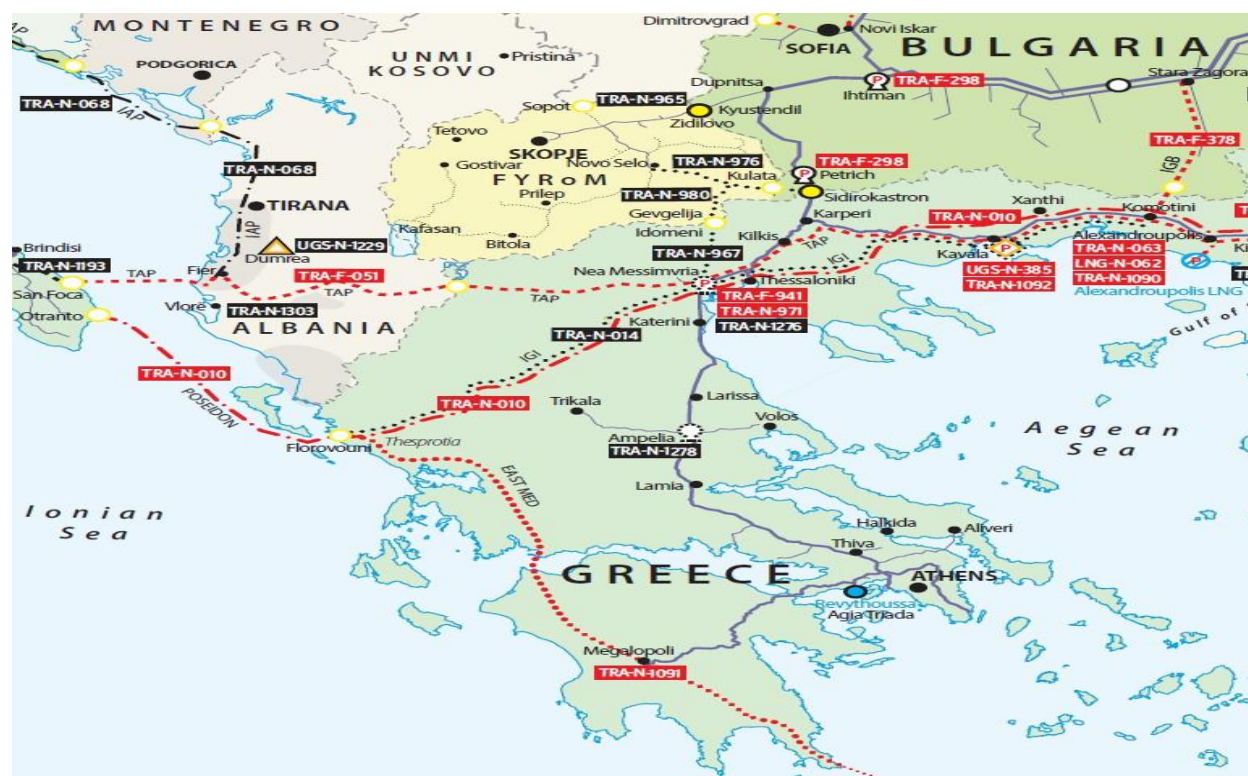 MONTENEGRO
PODGORICA
UNMI
KOSOVO
Pristina
Dimitrovgrad
SOFIA
Novi Iskar
BULGARIA
TRA-F-298
Ihtiman
Stara Zagora
Dupnitsa
TRA-N-068
IAP
Sopot
TRA-N-965
Kyustendil
Zidilovo
Tetovo
SKOPJE
Gostivar
Novo Selo
TRA-N-976
TRA-F-298
Petrich
TRA-F-378
IGB
TRA-N-068
FYRoM
Kulata
TRA-N-980
Prilep
Sidirokastron
TIRANA
Gevgelija
Idomeni
Karperi
TRA-N-010
Xanthi
Komotini
IAP
Kafasan
Bitola
UGS-N-1229
Dumrea
Kilkis
TAP
TRA-N-967
IGI
Kavala
Alexandroupolis
TRA-N-063
LNG-N-062
TRA-N-1090
Alexandroupolis LNG
Brindisi
TRA-N-1193
TAP
Fier
TRA-F-051
TAP
TAP
Nea Messimvria
Thessaloniki
UGS-N-385
TRA-N-1092
San Foca
Otranto
Vlorë
TRA-N-1303
ALBANIA
TRA-F-941
TRA-N-971
TRA-N-1276
Katerini
TRA-N-014
IGI
Gulf of
TRA-N-010
POSEIDON
TRA-N-010
Larissa
Trikala
Volos
Florovouni
Thesprotia
Ampelia
TRA-N-1278
Aegean
Sea
EAST MED
Lamia
Ionian
Sea
Halkida
Aliveri
Thiva
GREECE
ATHENS
Revythoussa
Agia Triada
Megalopoli
TRA-N-1091